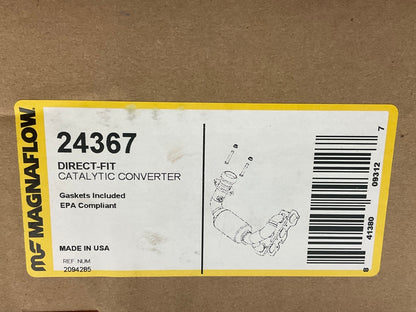 MF MAGNAFLOW
24367
DIRECT-FIT
CATALYTIC CONVERTER
Gaskets Included
EPA Compliant
MADE IN USA
REF NUM.
2094285
8 41380 09312 7